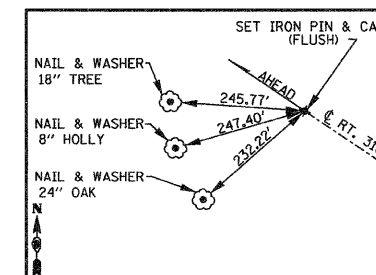 SET IRON PIN & CA
(FLUSH)
NAIL & WASHER
18" TREE
AHEAD
245.77'
247.40'
NAIL & WASHER
8" HOLLY
232.22'
℄ RT. 31
NAIL & WASHER
24" OAK
N